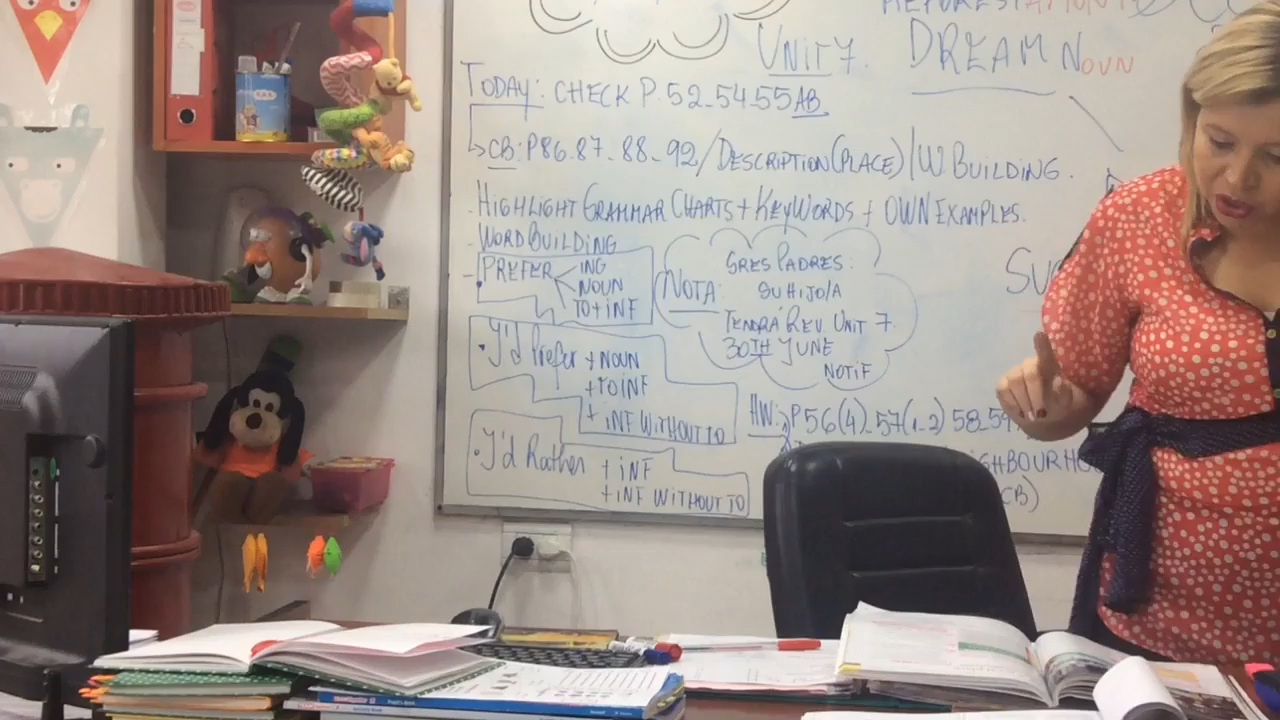 UNIT 7. DREAM NOUN
TODAY: CHECK P. 52-54-55 AB
CB: P86-87-88-92/DESCRIPTION(PLACE)/W BUILDING.
HIGHLIGHT GRAMMAR CHARTS + KEYWORDS + OWN EXAMPLES.
WORD BUILDING
PREFER
ING
NOUN
TO+INF
NOTA:
SRES PADRES:
SU HIJO/A
TENDRÁ REV. UNIT 7
30TH JUNE
NOTIF
I'd Prefer + NOUN
+ TO INF
+ INF WITHOUT TO
I'd Rather + INF
+ INF WITHOUT TO
HW: P56(4)-57(1-2) 58-59
CB)